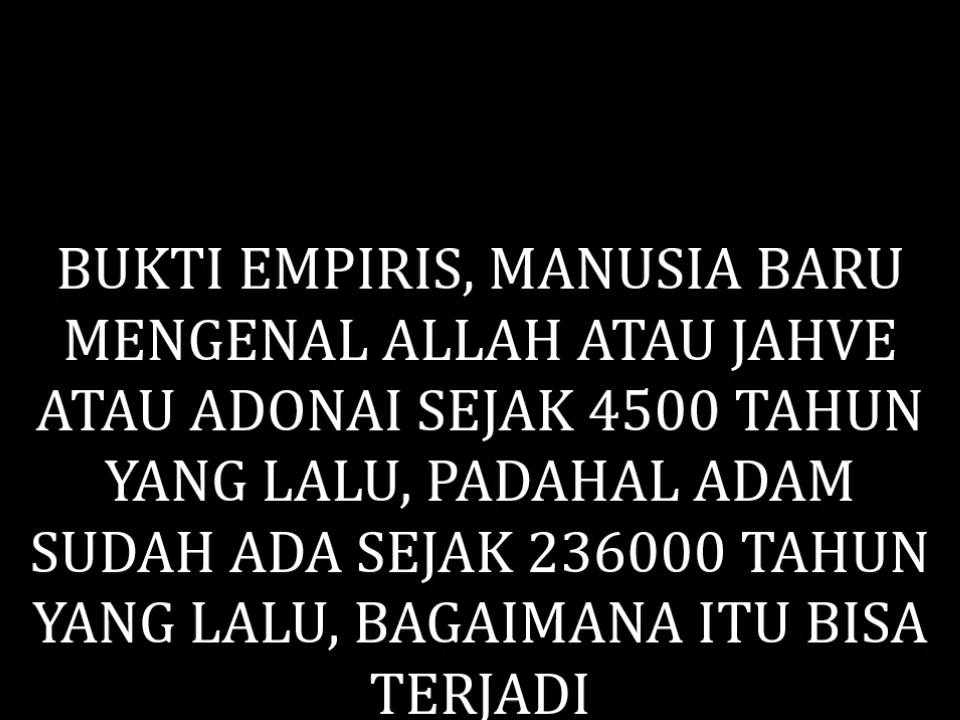 BUKTI EMPIRIS, MANUSIA BARU
MENGENAL ALLAH ATAU JAHVE
ATAU ADONAI SEJAK 4500 TAHUN
YANG LALU, PADAHAL ADAM
SUDAH ADA SEJAK 236000 TAHUN
YANG LALU, BAGAIMANA ITU BISA
TERJADI